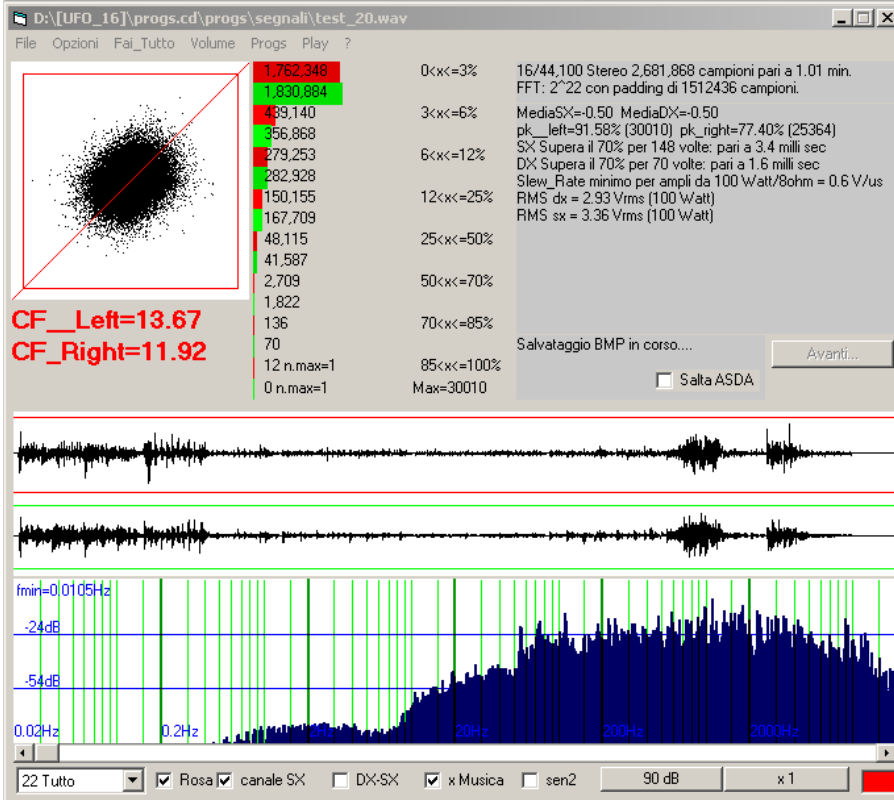 D:\[UFO_16]\progs.cd\progs\segnali\test_20.wav
File Opzioni Fai_Tutto Volume Progs Play ?
1,762,348 0<x<=3%
1,830,884
439,140 3<x<=6%
356,868
279,253 6<x<=12%
282,928
150,155 12<x<=25%
167,709
48,115 25<x<=50%
41,587
2,709 50<x<=70%
1,822
136 70<x<=85%
70
12 n.max=1 85<x<=100%
0 n.max=1 Max=30010
16/44,100 Stereo 2,681,868 campioni pari a 1.01 min.
FFT: 2^22 con padding di 1512436 campioni.
MediaSX=-0.50 MediaDX=-0.50
pk__left=91.58% (30010) pk_right=77.40% (25364)
SX Supera il 70% per 148 volte: pari a 3.4 milli sec
DX Supera il 70% per 70 volte: pari a 1.6 milli sec
Slew_Rate minimo per ampli da 100 Watt/8ohm = 0.6 V/us
RMS dx = 2.93 Vrms (100 Watt)
RMS sx = 3.36 Vrms (100 Watt)
CF__Left=13.67
CF_Right=11.92
Salvataggio BMP in corso....
Avanti...
Salta ASDA
fmin=0.0105Hz
-24dB
-54dB
0.02Hz 0.2Hz 2Hz 20Hz 200Hz 2000Hz
22 Tutto Rosa canale SX DX-SX x Musica sen2 90 dB x 1